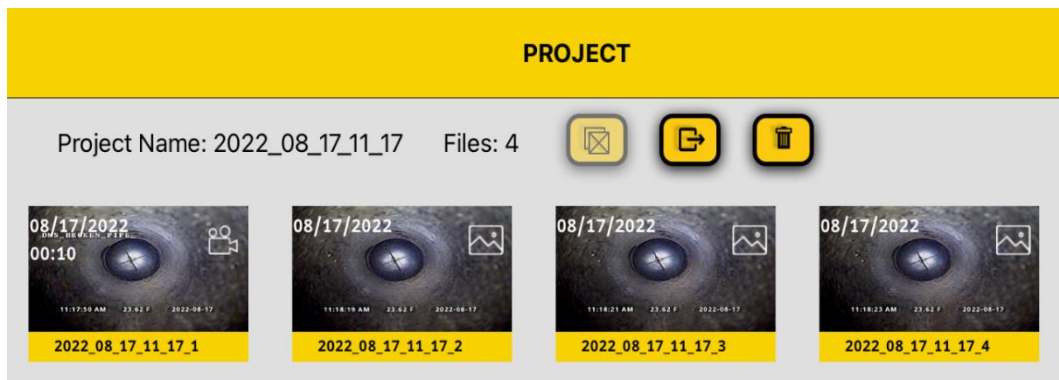 PROJECT
Project Name: 2022_08_17_11_17 Files: 4
08/17/2022
DWS_BROKEN_PIPE
00:10
11:17:50 AM 23.62 F 2022-08-17
2022_08_17_11_17_1
08/17/2022
11:18:19 AM 23.62 F 2022-08-17
2022_08_17_11_17_2
08/17/2022
11:18:21 AM 23.62 F 2022-08-17
2022_08_17_11_17_3
08/17/2022
11:18:23 AM 23.62 F 2022-08-17
2022_08_17_11_17_4